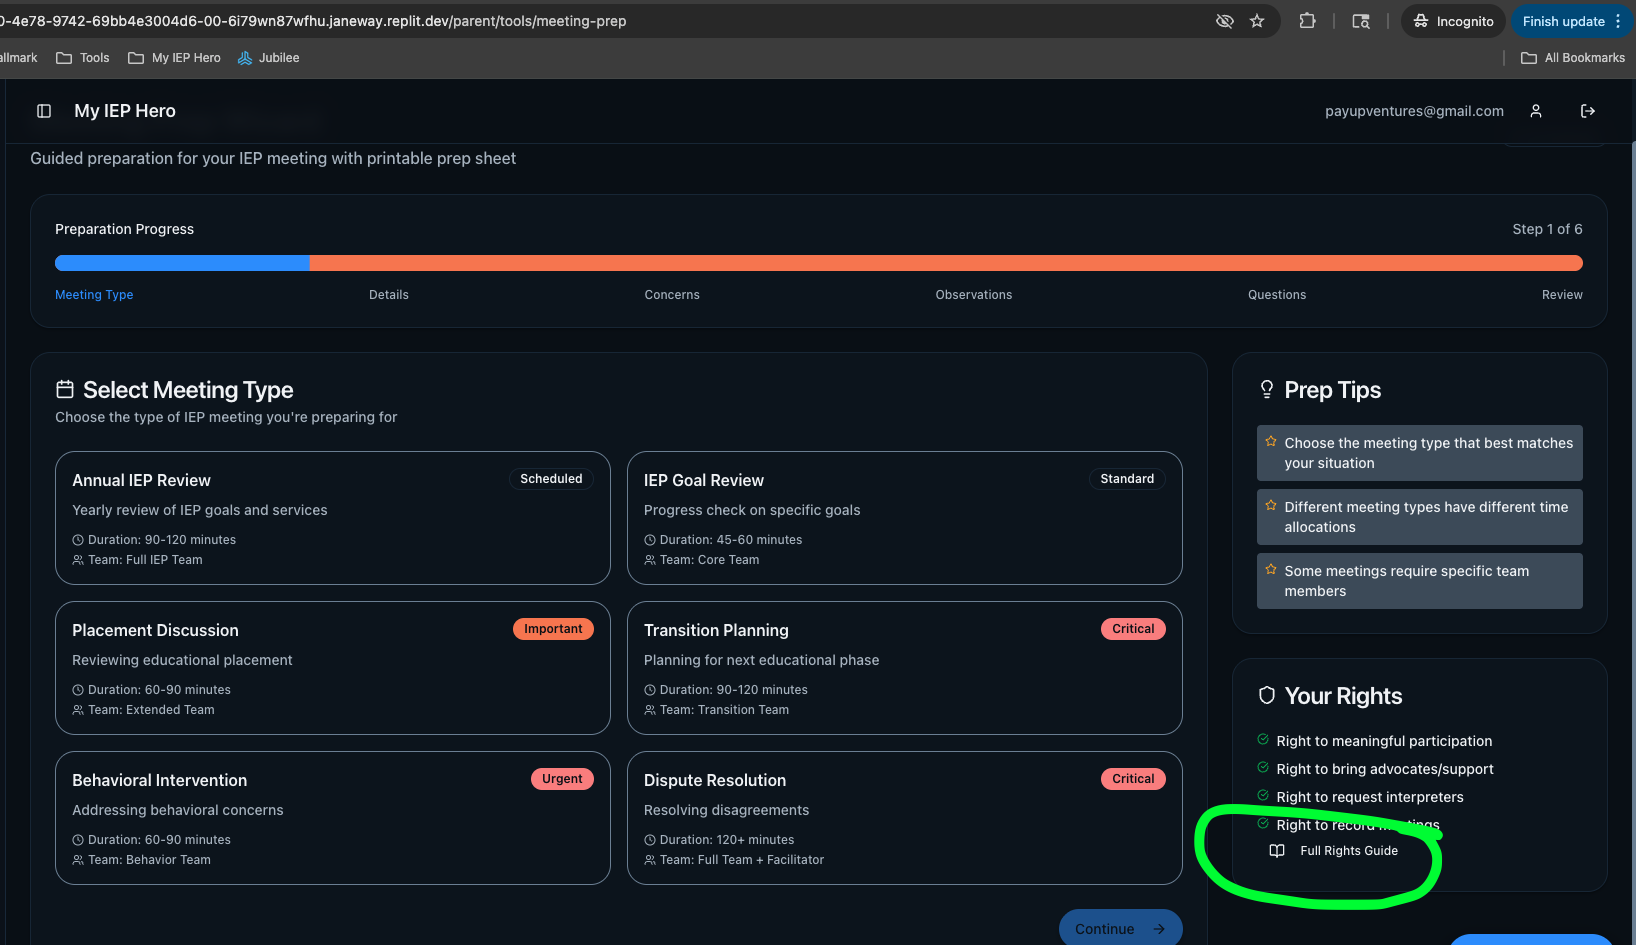 0-4e78-9742-69bb4e3004d6-00-6i79wn87wfhu.janeway.replit.dev/parent/tools/meeting-prep
Incognito
Finish update
allmark
Tools
My IEP Hero
Jubilee
All Bookmarks
My IEP Hero
payupventures@gmail.com
Guided preparation for your IEP meeting with printable prep sheet
Preparation Progress
Step 1 of 6
Meeting Type
Details
Concerns
Observations
Questions
Review
Select Meeting Type
Choose the type of IEP meeting you're preparing for
Annual IEP Review
Scheduled
Yearly review of IEP goals and services
Duration: 90-120 minutes
Team: Full IEP Team
IEP Goal Review
Standard
Progress check on specific goals
Duration: 45-60 minutes
Team: Core Team
Placement Discussion
Important
Reviewing educational placement
Duration: 60-90 minutes
Team: Extended Team
Transition Planning
Critical
Planning for next educational phase
Duration: 90-120 minutes
Team: Transition Team
Behavioral Intervention
Urgent
Addressing behavioral concerns
Duration: 60-90 minutes
Team: Behavior Team
Dispute Resolution
Critical
Resolving disagreements
Duration: 120+ minutes
Team: Full Team + Facilitator
Continue
Prep Tips
Choose the meeting type that best matches
your situation
Different meeting types have different time
allocations
Some meetings require specific team
members
Your Rights
Right to meaningful participation
Right to bring advocates/support
Right to request interpreters
Right to record meetings
Full Rights Guide